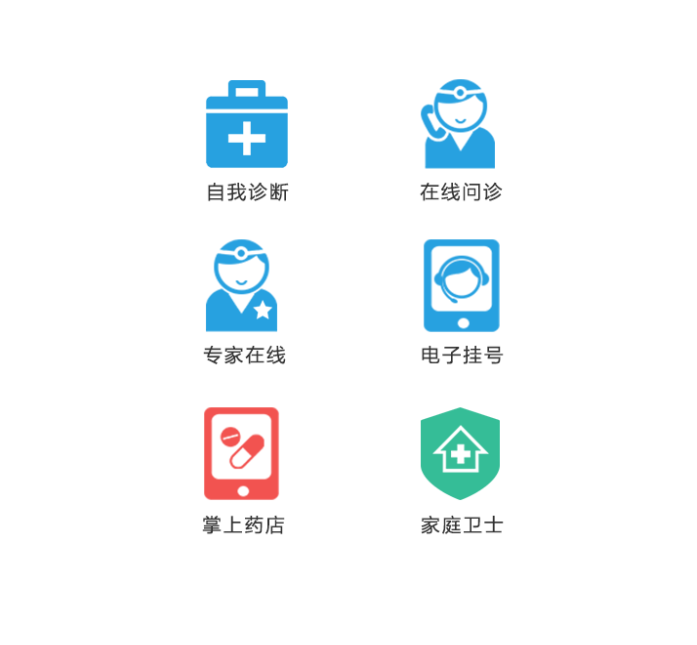 自我诊断
在线问诊
专家在线
电子挂号
掌上药店
家庭卫士